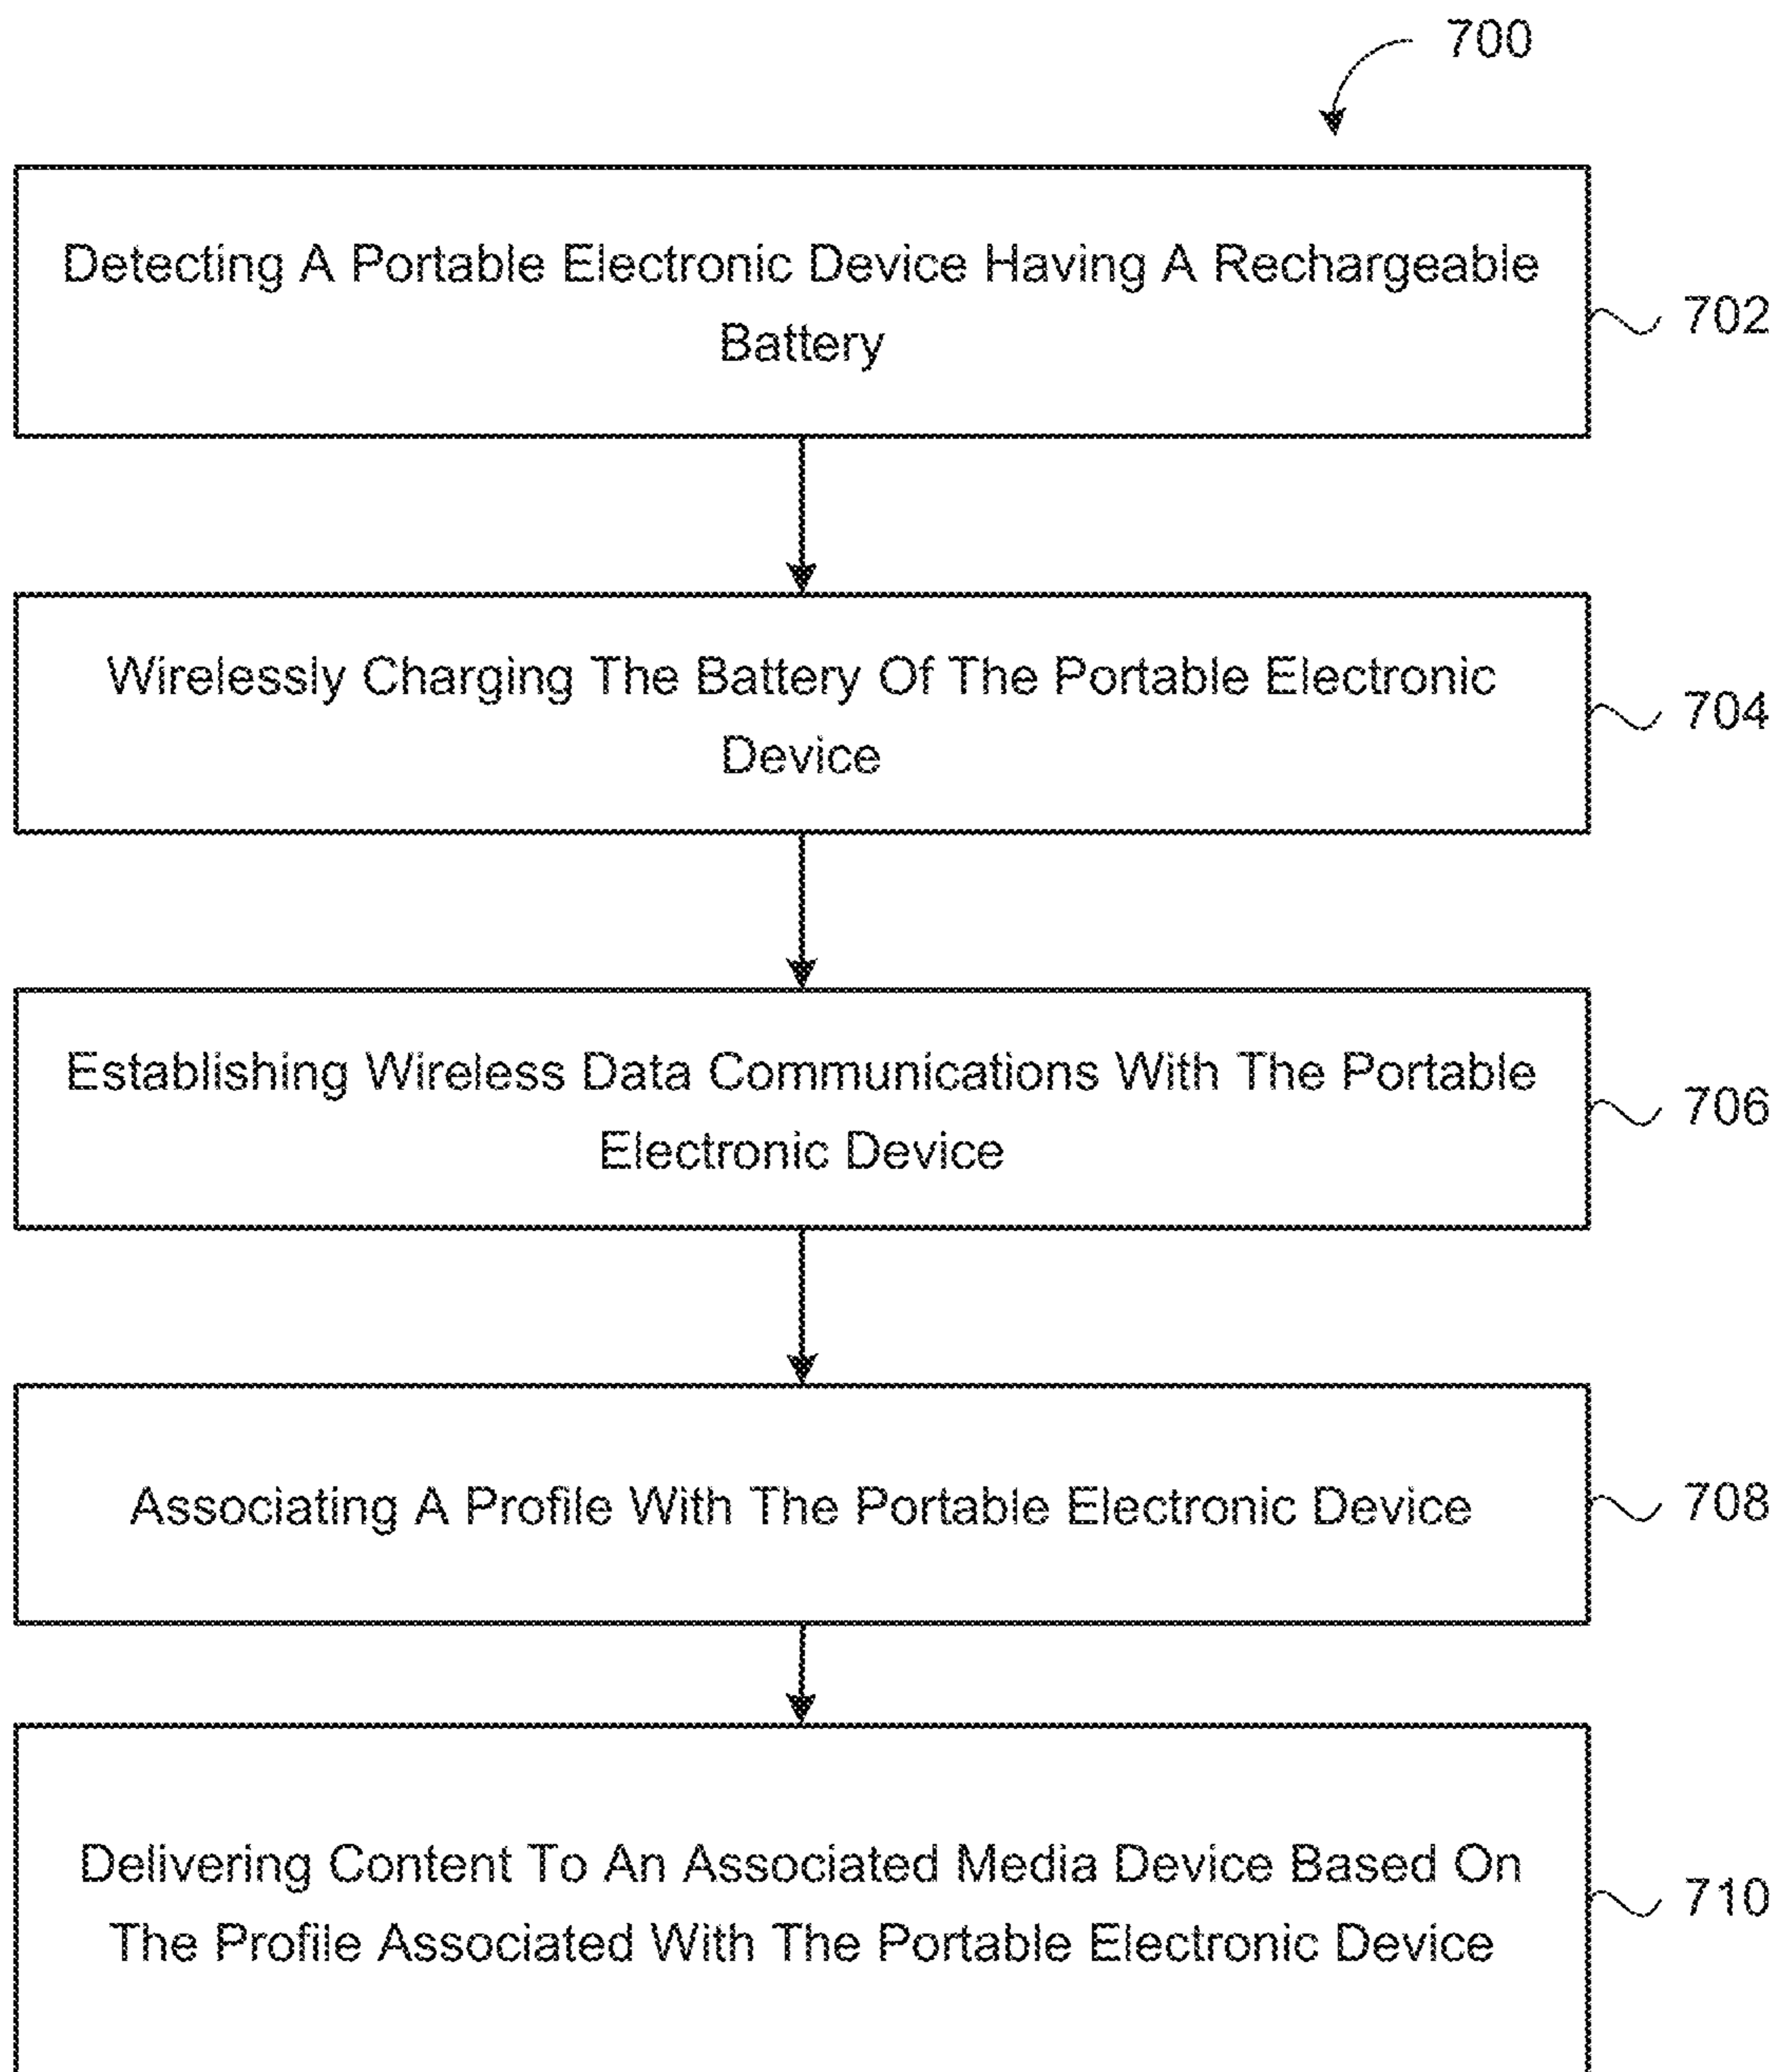 700
Detecting A Portable Electronic Device Having A Rechargeable
Battery
702
Wirelessly Charging The Battery Of The Portable Electronic
Device
704
Establishing Wireless Data Communications With The Portable
Electronic Device
706
Associating A Profile With The Portable Electronic Device
708
Delivering Content To An Associated Media Device Based On
The Profile Associated With The Portable Electronic Device
710